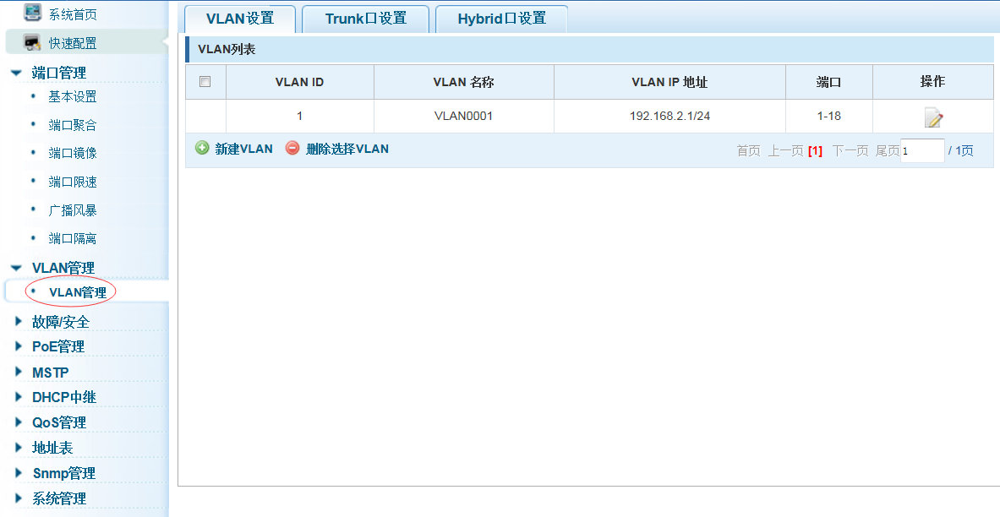 系统首页
快速配置
端口管理
基本设置
端口聚合
端口镜像
端口限速
广播风暴
端口隔离
VLAN管理
VLAN管理
故障/安全
PoE管理
MSTP
DHCP中继
QoS管理
地址表
Snmp管理
系统管理
VLAN设置 Trunk口设置 Hybrid口设置
VLAN列表
VLAN ID VLAN 名称 VLAN IP 地址 端口 操作
1 VLAN0001 192.168.2.1/24 1-18
新建VLAN 删除选择VLAN 首页 上一页 [1] 下一页 尾页 1 / 1页